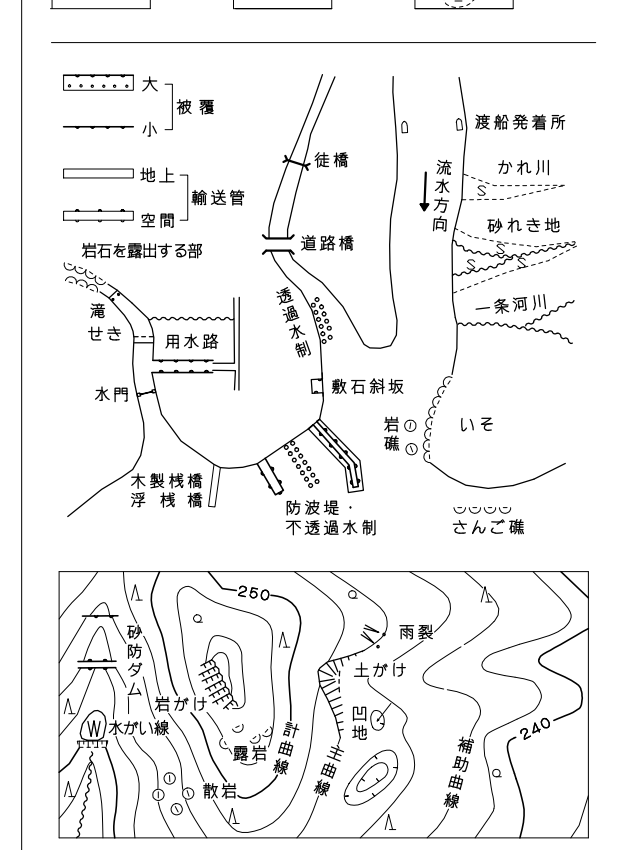 大
小
被覆
地上
空間
輸送管
岩石を露出する部
徒橋
道路橋
渡船発着所
流水方向
かれ川
砂れき地
一条河川
滝
せき
用水路
水門
透過水制
敷石斜坂
岩礁
いそ
木製桟橋
浮桟橋
防波堤・
不透過水制
さんご礁
250
砂防ダム
雨裂
土がけ
岩がけ
水がい線
凹地
露岩
計曲線
主曲線
補助曲線
240
散岩